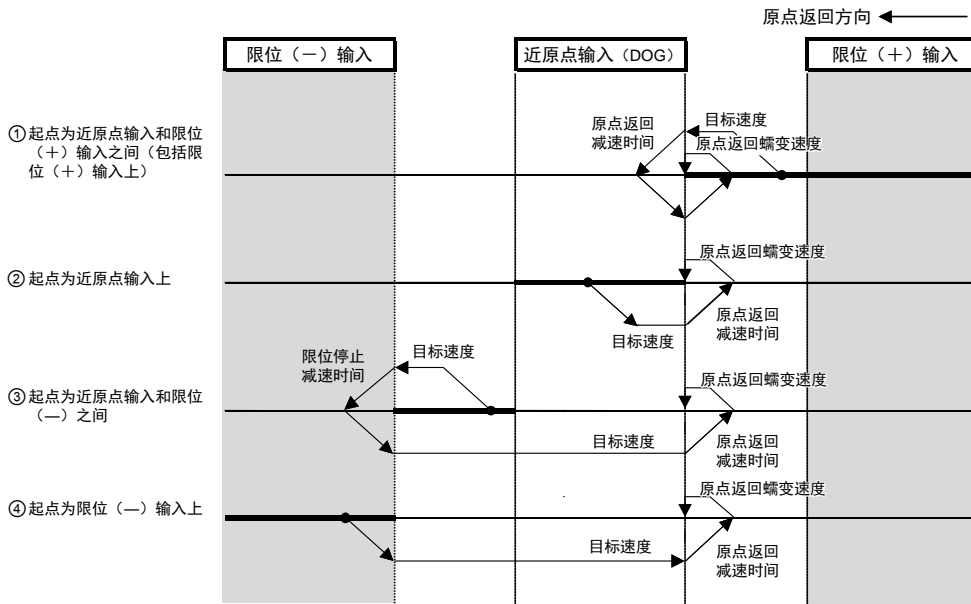 原点返回方向
限位（－）输入
近原点输入（DOG）
限位（＋）输入
①起点为近原点输入和限位
（＋）输入之间（包括限
位（＋）输入上）
原点返回
减速时间
目标速度
原点返回蠕变速度
②起点为近原点输入上
原点返回蠕变速度
目标速度
原点返回
减速时间
③起点为近原点输入和限位
（—）之间
限位停止
减速时间
目标速度
原点返回蠕变速度
目标速度
原点返回
减速时间
④起点为限位（—）输入上
原点返回蠕变速度
目标速度
原点返回
减速时间